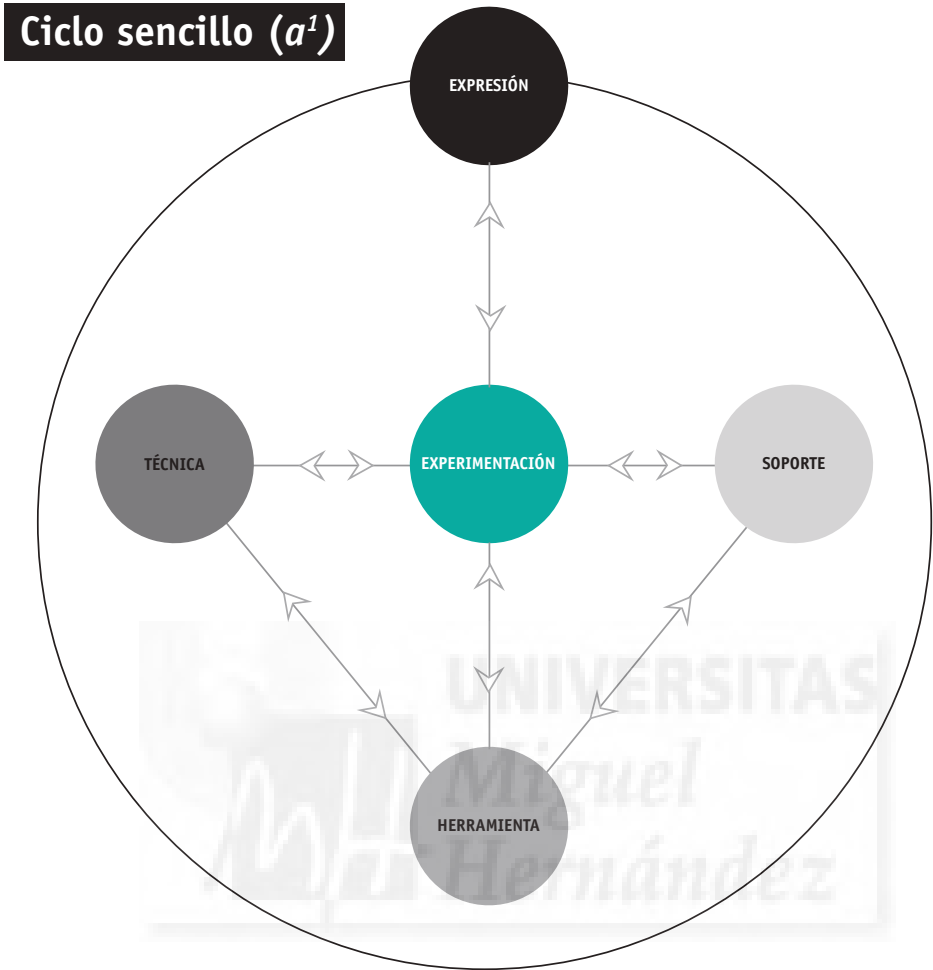 Ciclo sencillo (a¹)
EXPRESIÓN
TÉCNICA
EXPERIMENTACIÓN
SOPORTE
HERRAMIENTA
UNIVERSITAS
Miguel
Hernández